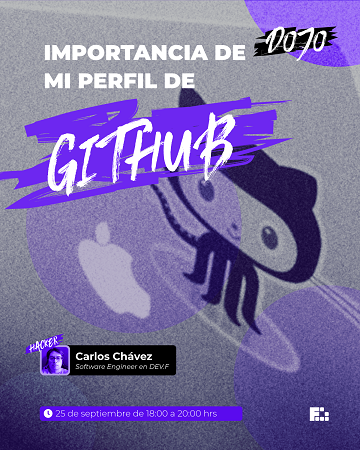 IMPORTANCIA DE
DOJO
MI PERFIL DE
GITHUB
HACKER
Carlos Chávez
Software Engineer en DEV.F
25 de septiembre de 18:00 a 20:00 hrs